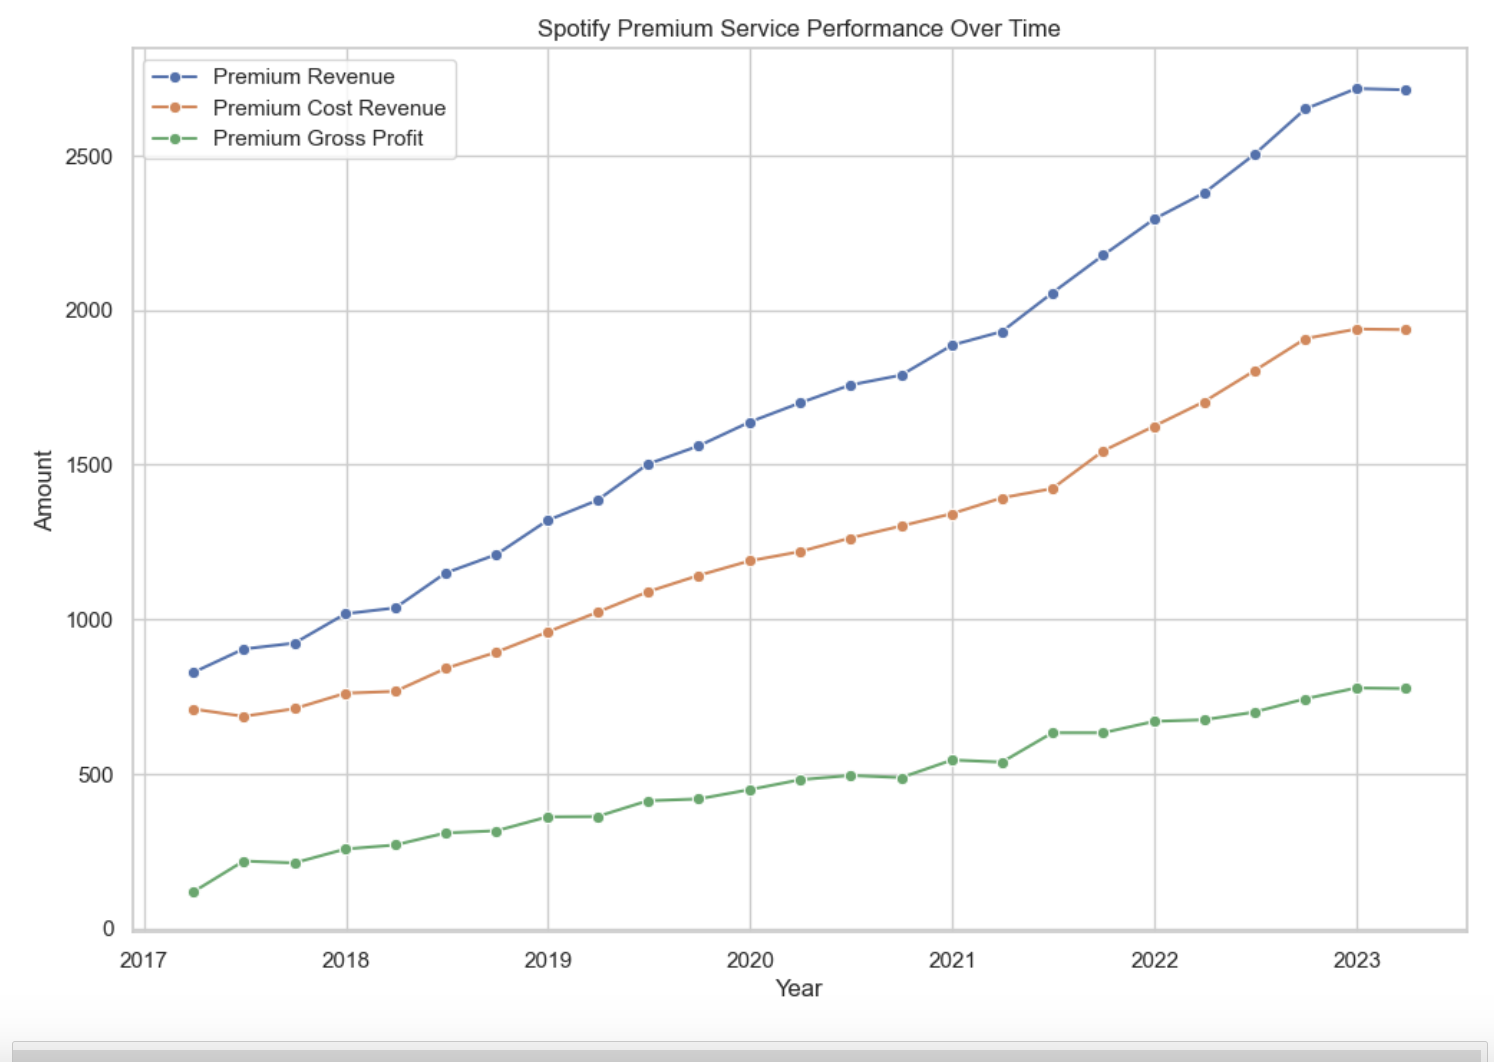 Spotify Premium Service Performance Over Time
Premium Revenue
Premium Cost Revenue
Premium Gross Profit
2500
2000
1500
1000
500
0
Amount
2017 2018 2019 2020 2021 2022 2023
Year